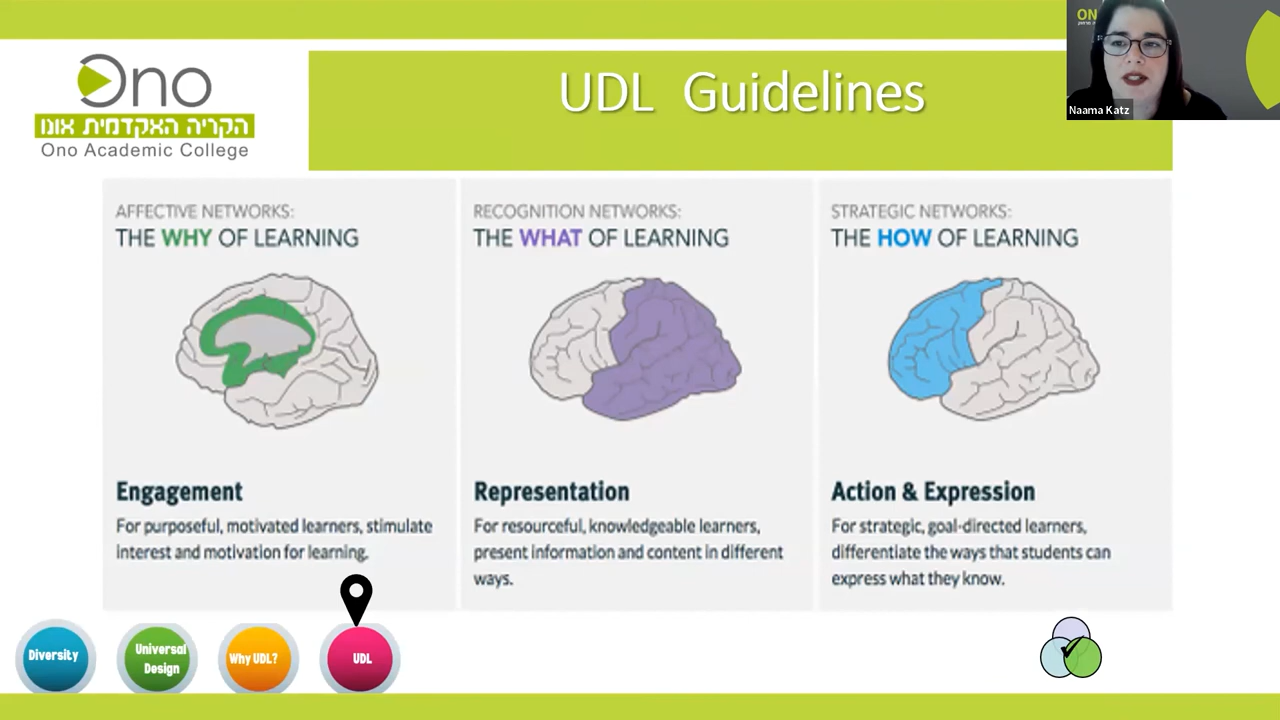 UDL Guidelines
Ono
הקריה האקדמית אונו
Ono Academic College
ON
Naama Katz
AFFECTIVE NETWORKS:
THE WHY OF LEARNING
Engagement
For purposeful, motivated learners, stimulate
interest and motivation for learning.
RECOGNITION NETWORKS:
THE WHAT OF LEARNING
Representation
For resourceful, knowledgeable learners,
present information and content in different
ways.
STRATEGIC NETWORKS:
THE HOW OF LEARNING
Action & Expression
For strategic, goal-directed learners,
differentiate the ways that students can
express what they know.
Diversity
Universal
Design
Why UDL?
UDL